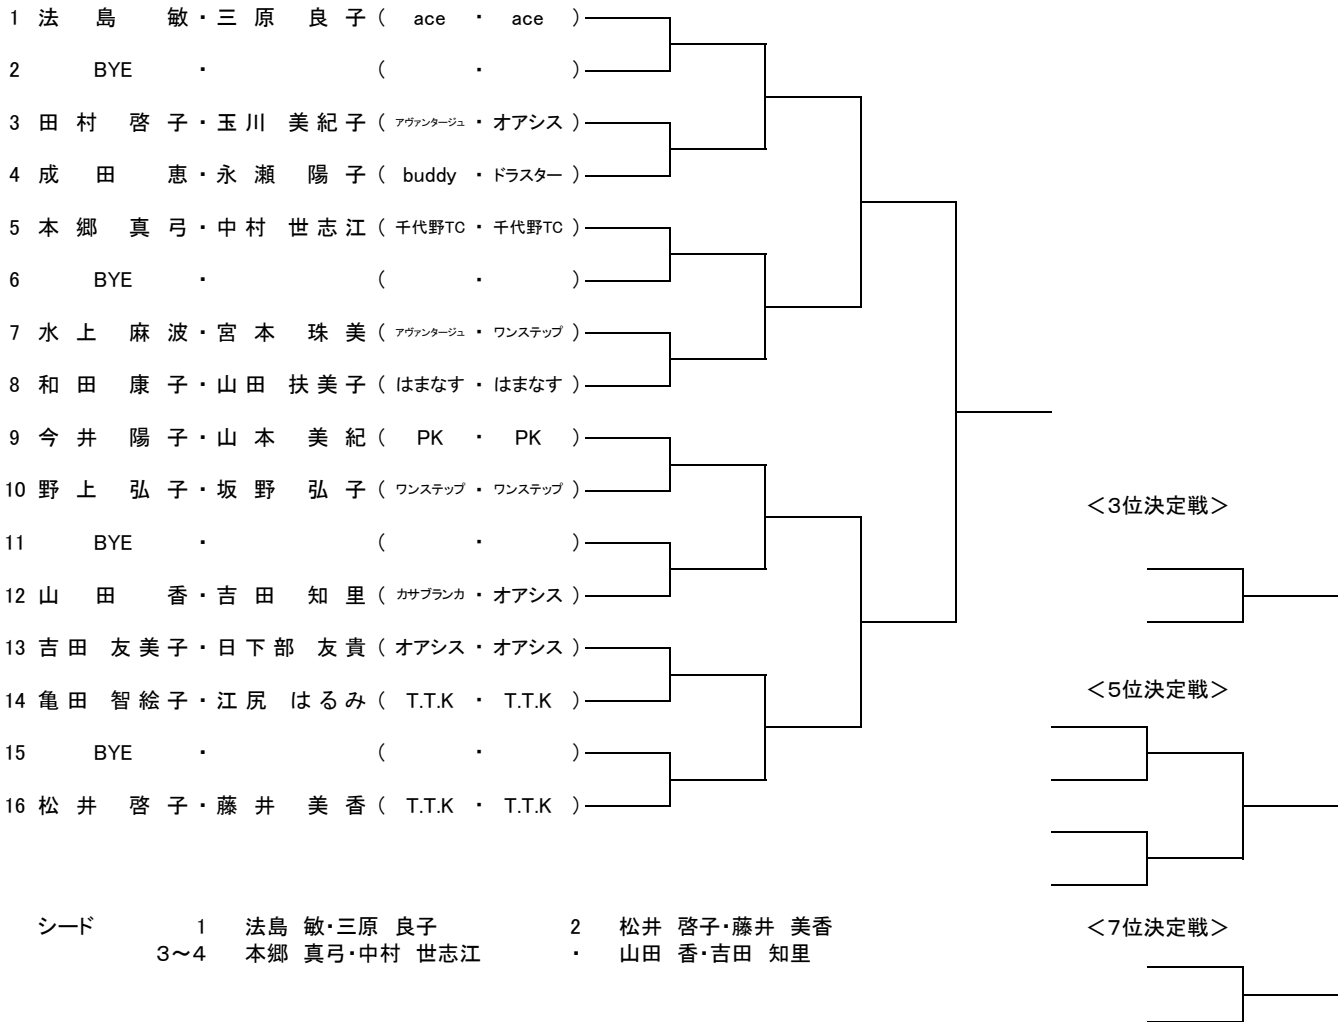 1 法 島 敏・三 原 良 子 ( ace ・ ace )
2 BYE ・ ( ・ )
3 田 村 啓 子・玉 川 美 紀 子 ( アヴァンタージュ ・ オアシス )
4 成 田 恵・永 瀬 陽 子 ( buddy ・ ドラスター )
5 本 郷 真 弓・中 村 世 志 江 ( 千代野TC ・ 千代野TC )
6 BYE ・ ( ・ )
7 水 上 麻 波・宮 本 珠 美 ( アヴァンタージュ ・ ワンステップ )
8 和 田 康 子・山 田 扶 美 子 ( はまなす ・ はまなす )
9 今 井 陽 子・山 本 美 紀 ( PK ・ PK )
10 野 上 弘 子・坂 野 弘 子 ( ワンステップ ・ ワンステップ )
<3位決定戦>
11 BYE ・ ( ・ )
12 山 田 香・吉 田 知 里 ( カサブランカ ・ オアシス )
13 吉 田 友 美 子・日 下 部 友 貴 ( オアシス ・ オアシス )
<5位決定戦>
14 亀 田 智 絵 子・江 尻 は る み ( T.T.K ・ T.T.K )
15 BYE ・ ( ・ )
16 松 井 啓 子・藤 井 美 香 ( T.T.K ・ T.T.K )
シード 1 法島 敏・三原 良子 2 松井 啓子・藤井 美香
3～4 本郷 真弓・中村 世志江 ・ 山田 香・吉田 知里
<7位決定戦>